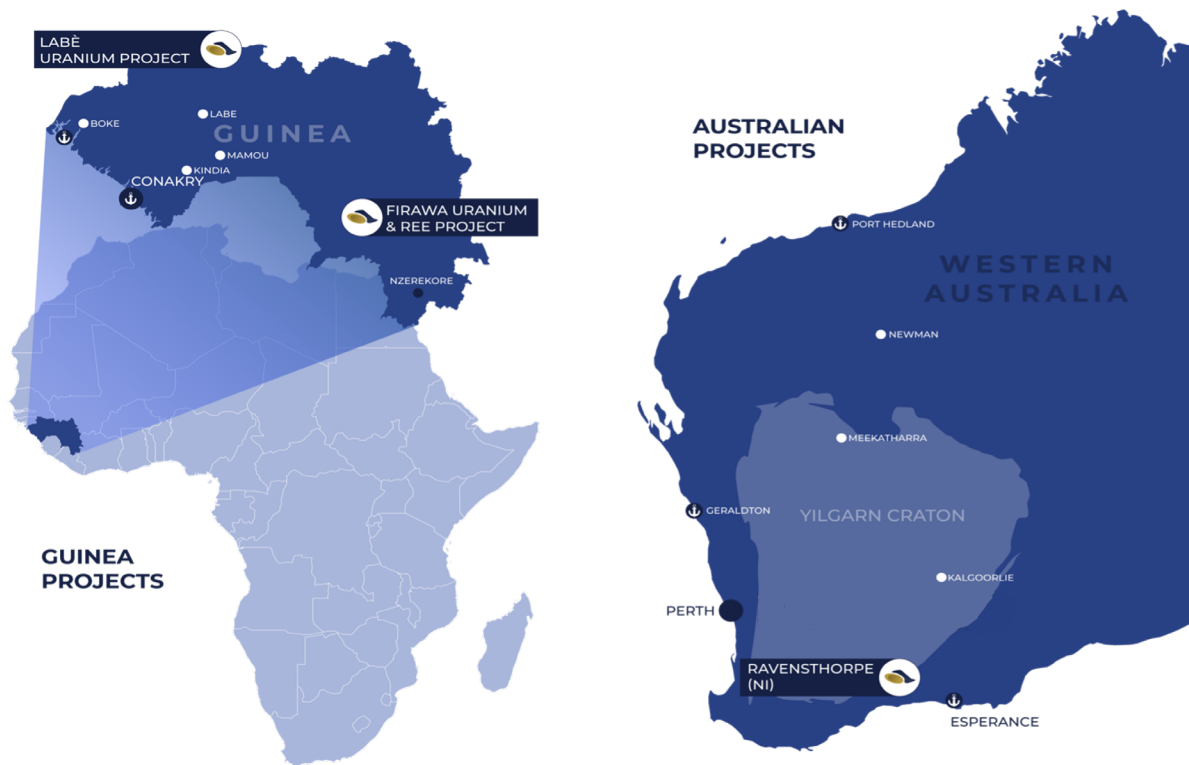 LABÈ
URANIUM PROJECT
BOKE
LABE
GUINEA
MAMOU
KINDIA
CONAKRY
FIRAWA URANIUM
& REE PROJECT
NZEREKORE
GUINEA
PROJECTS
AUSTRALIAN
PROJECTS
PORT HEDLAND
WESTERN
AUSTRALIA
NEWMAN
MEEKATHARRA
GERALDTON
YILGARN CRATON
KALGOORLIE
PERTH
RAVENSTHORPE
(NI)
ESPERANCE